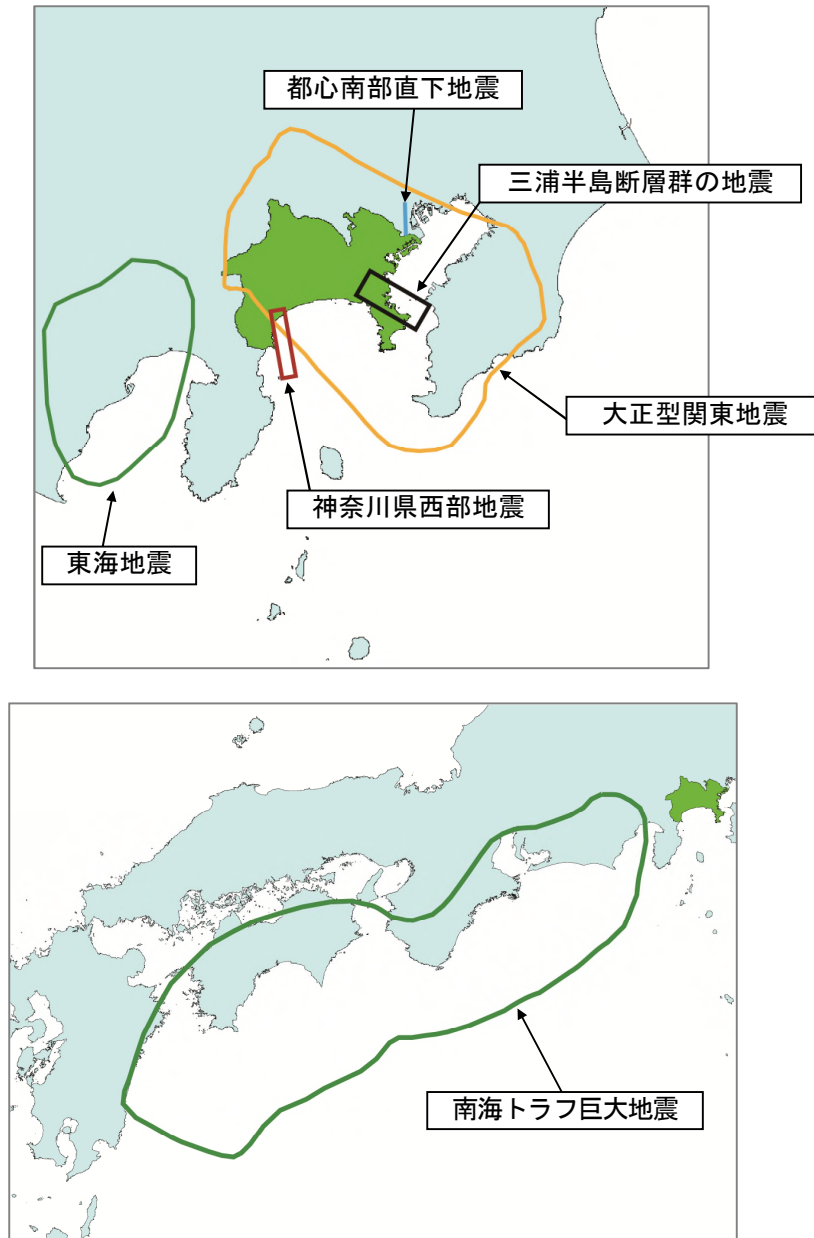 都心南部直下地震
三浦半島断層群の地震
大正型関東地震
神奈川県西部地震
東海地震
南海トラフ巨大地震